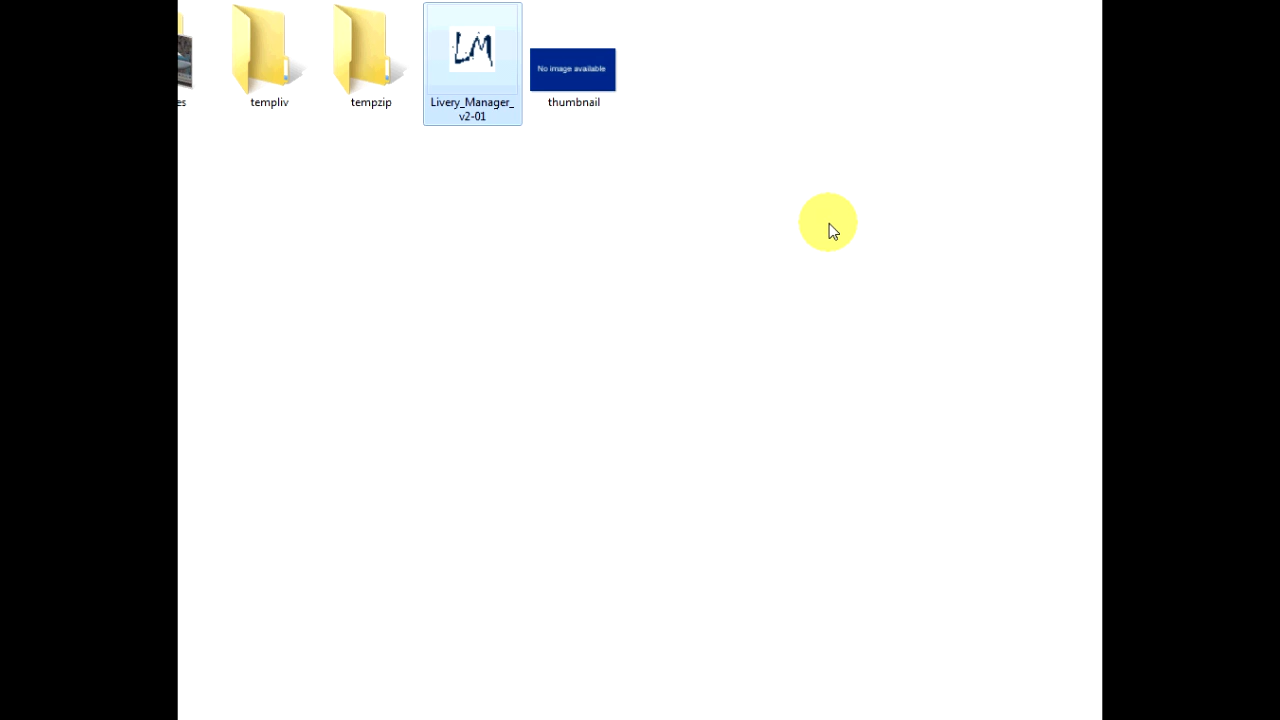 LM
No image available
es
templiv
tempzip
Livery_Manager_
v2-01
thumbnail